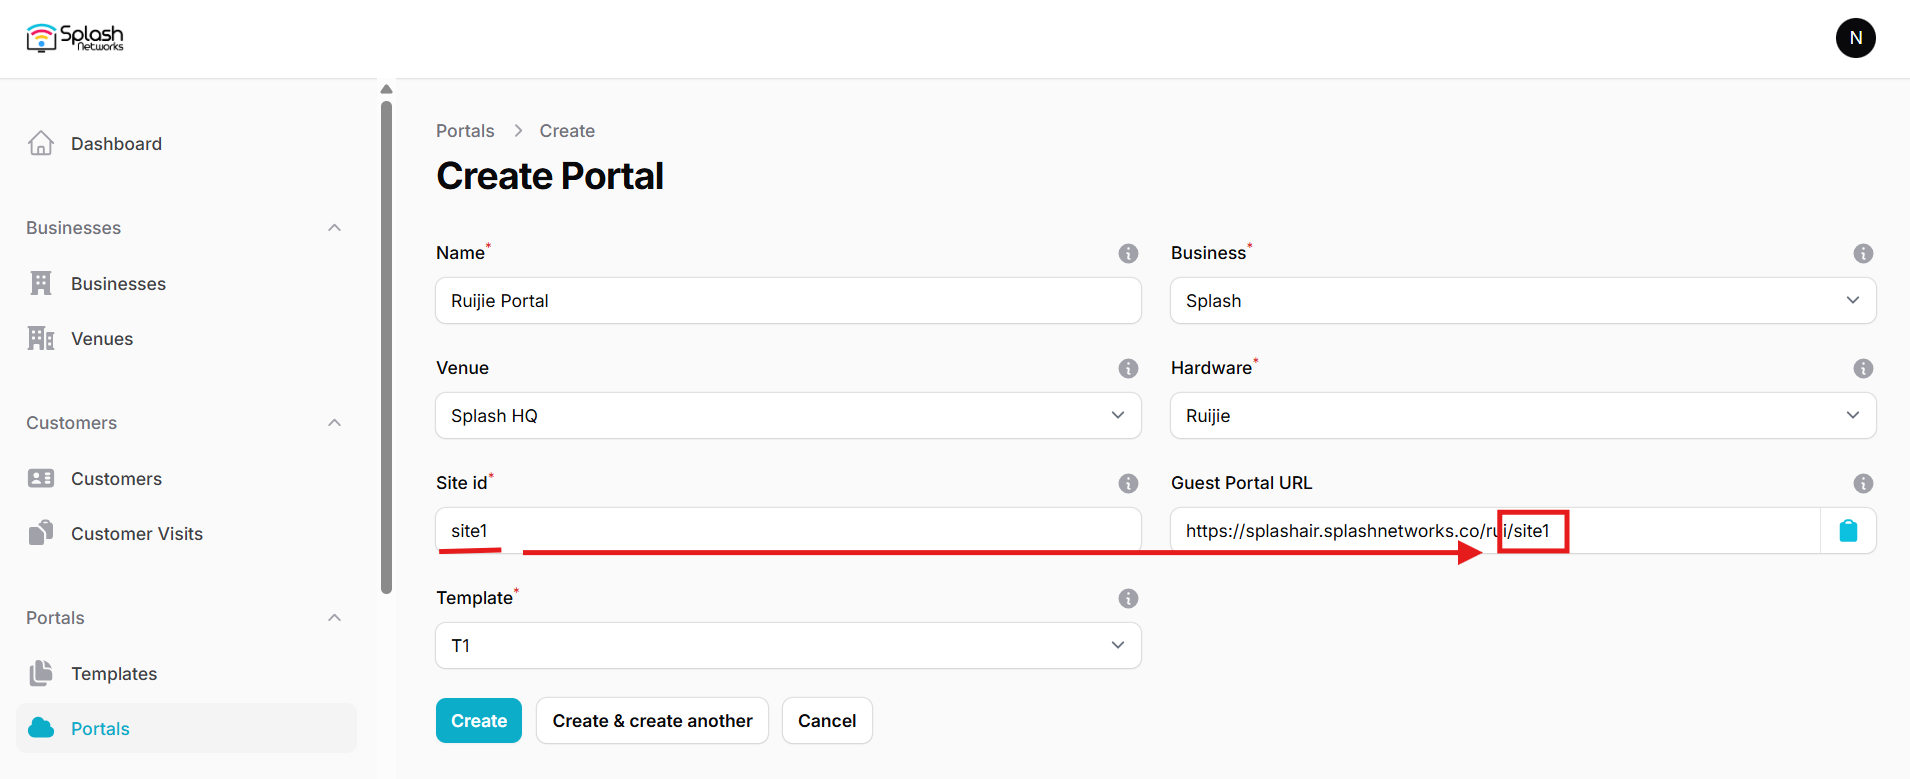 Splash
Networks
N
Dashboard
Businesses
Businesses
Venues
Customers
Customers
Customer Visits
Portals
Templates
Portals
Portals > Create
Create Portal
Name*
Ruijie Portal
Business*
Splash
Venue
Splash HQ
Hardware*
Ruijie
Site id*
site1
Guest Portal URL
https://splashair.splashnetworks.co/rui/site1
Template*
T1
Create
Create & create another
Cancel